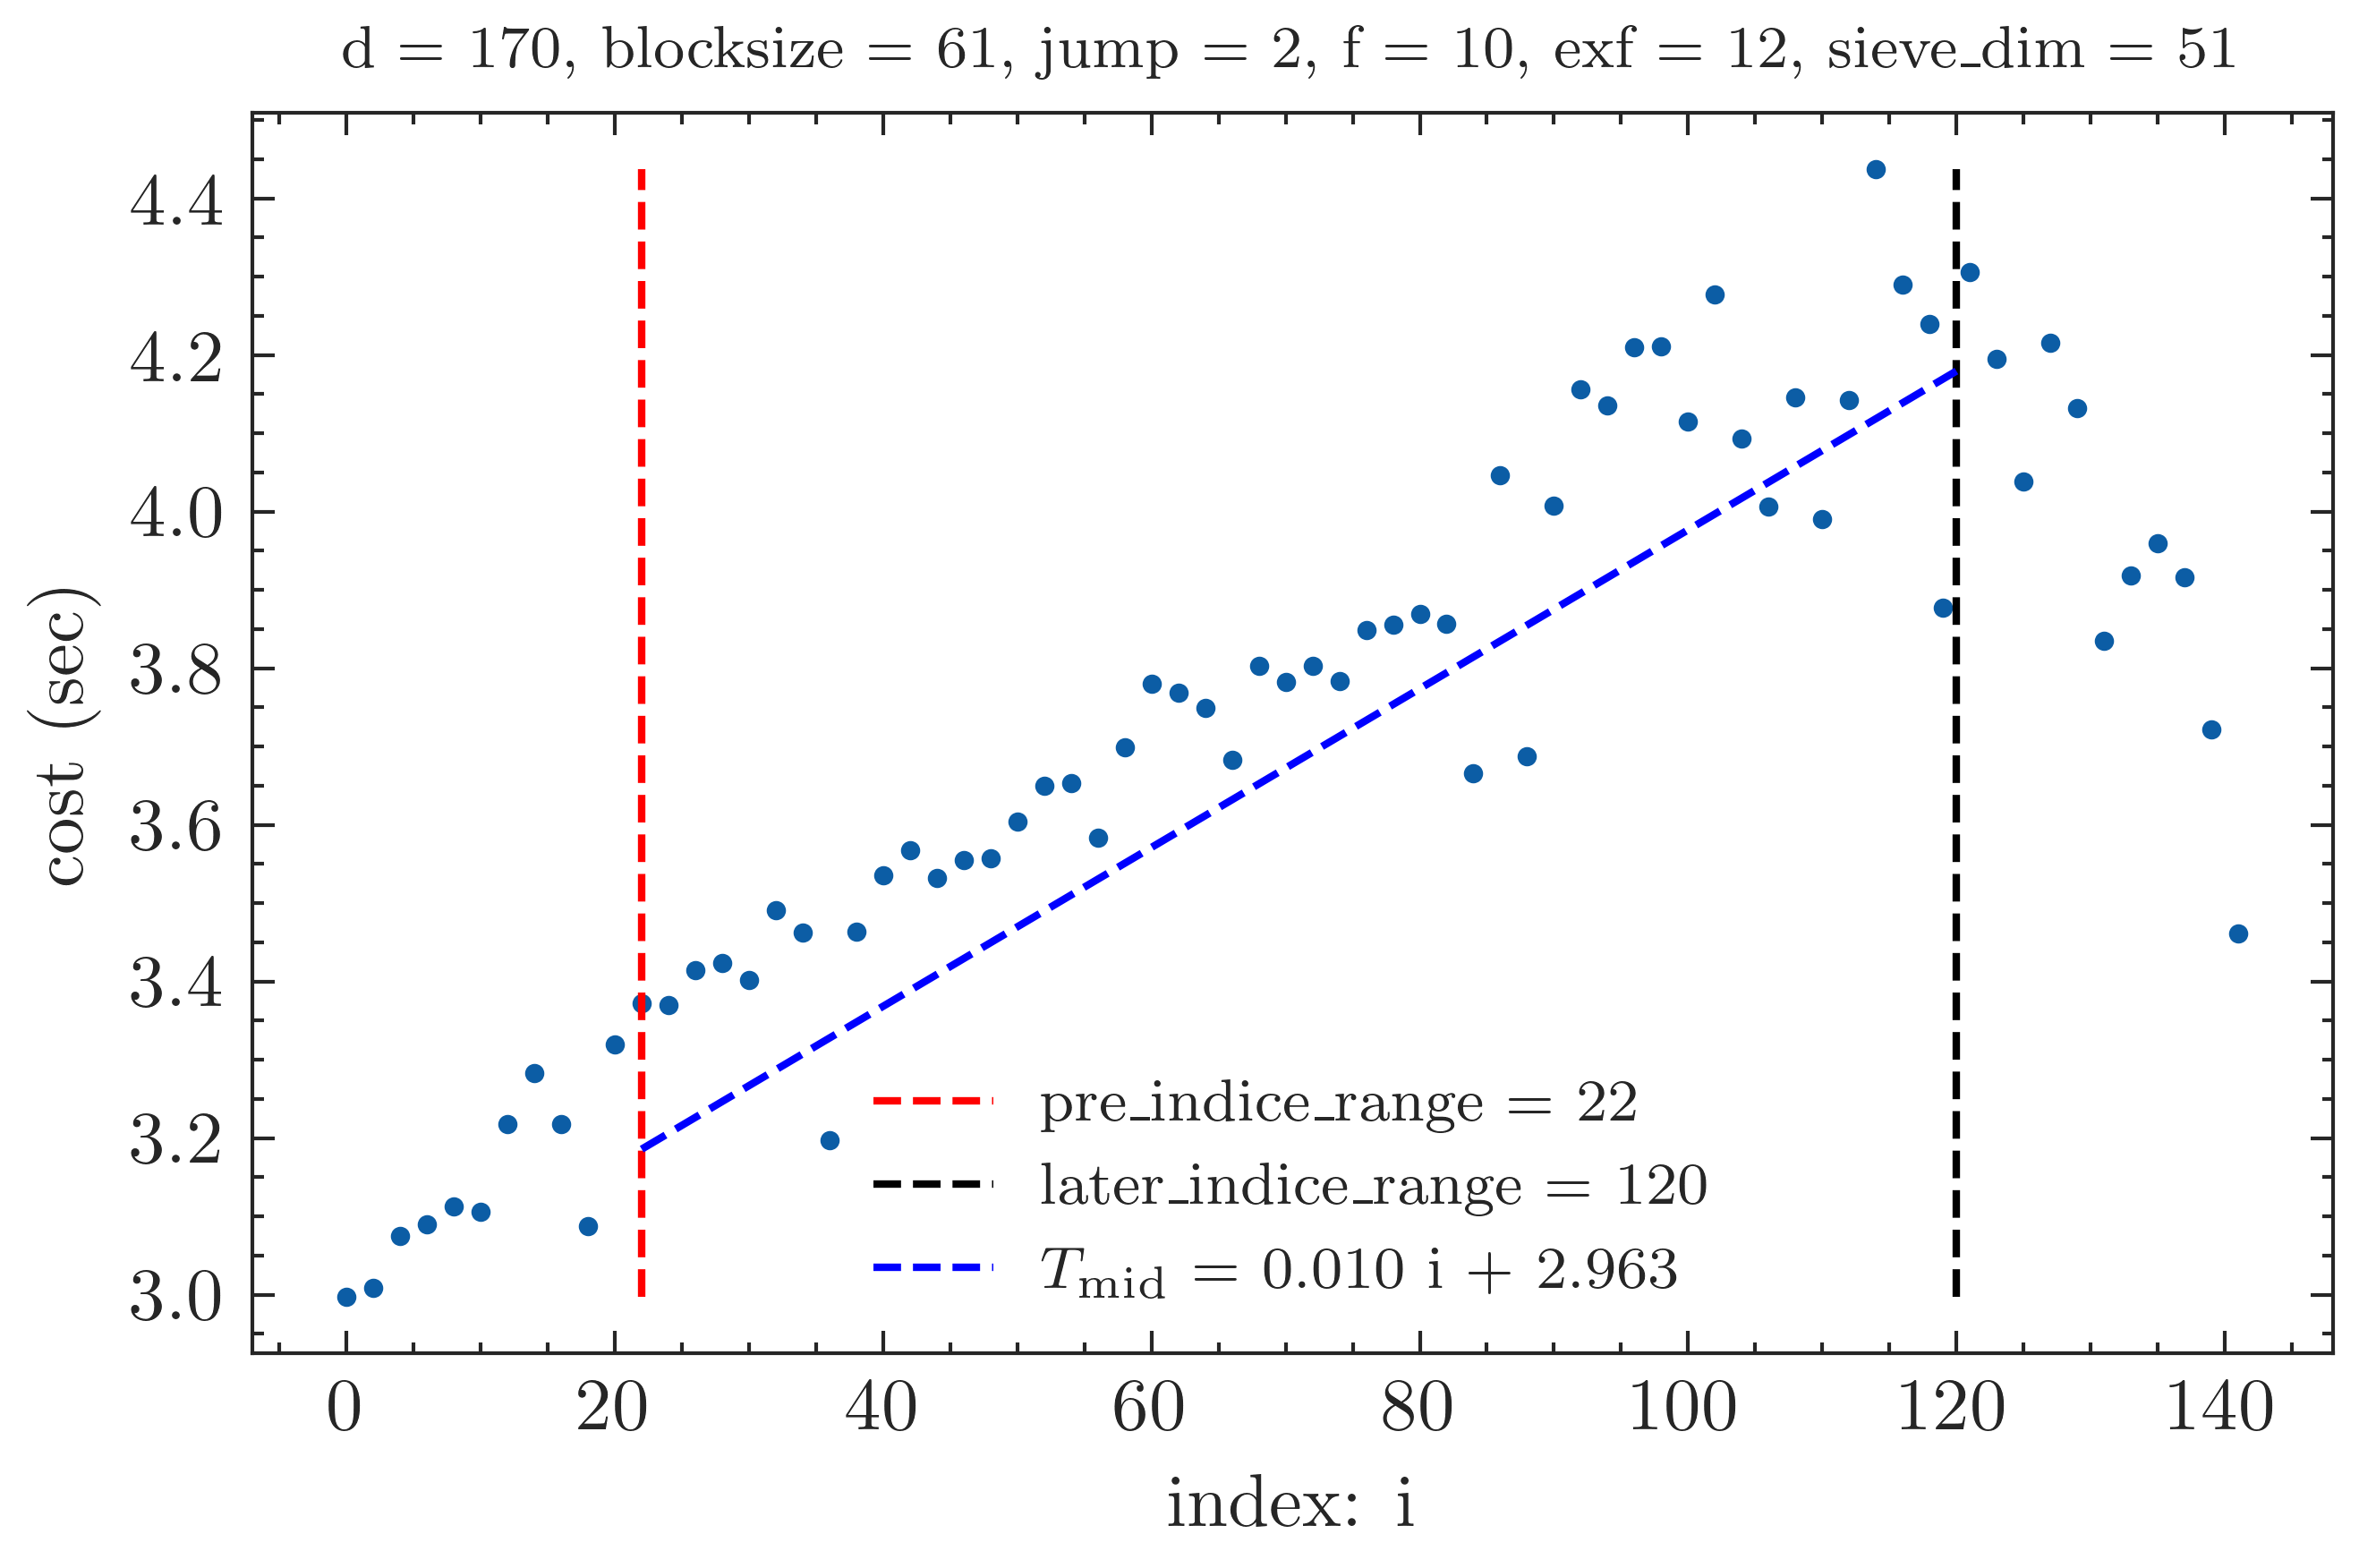 d = 170, blocksize = 61, jump = 2, f = 10, exf = 12, sieve_dim = 51
4.4
4.2
4.0
3.8
3.6
3.4
3.2
3.0
cost (sec)
pre_indice_range = 22
later_indice_range = 120
T_mid = 0.010 i + 2.963
0 20 40 60 80 100 120 140
index: i